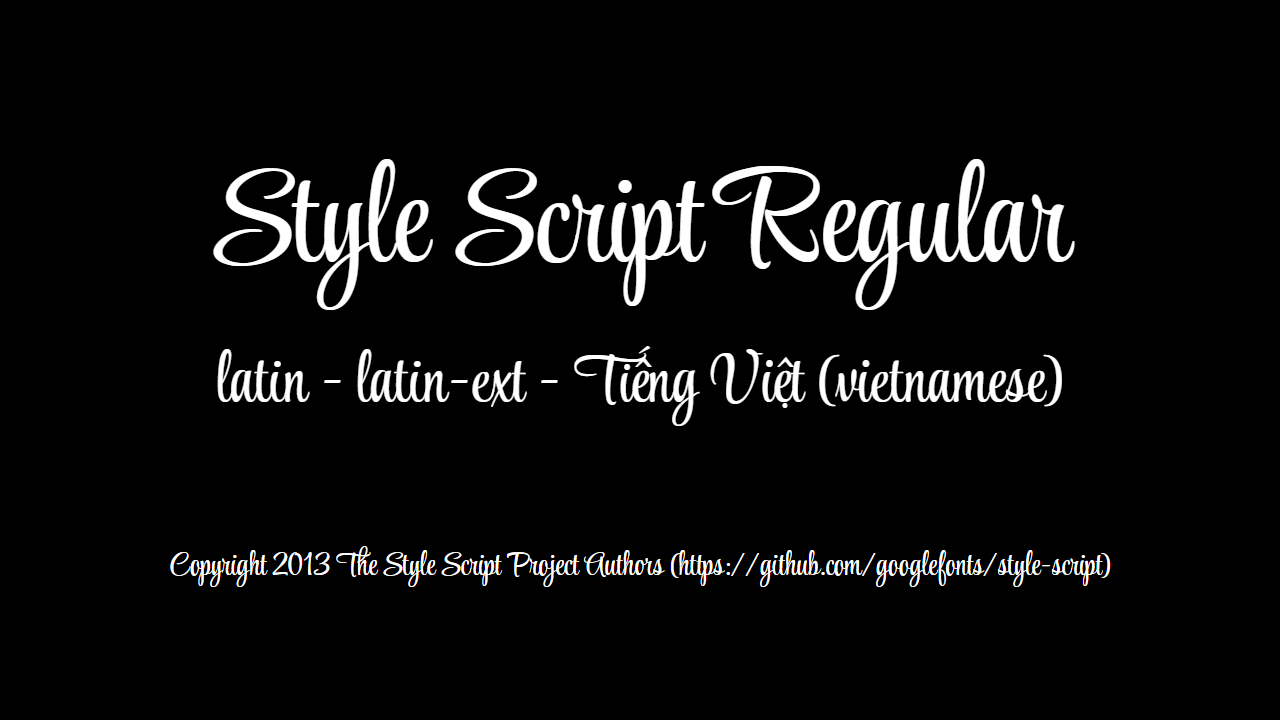 Style Script Regular
latin - latin-ext - Tiếng Việt (vietnamese)
Copyright 2013 The Style Script Project Authors (https://github.com/googlefonts/style-script)